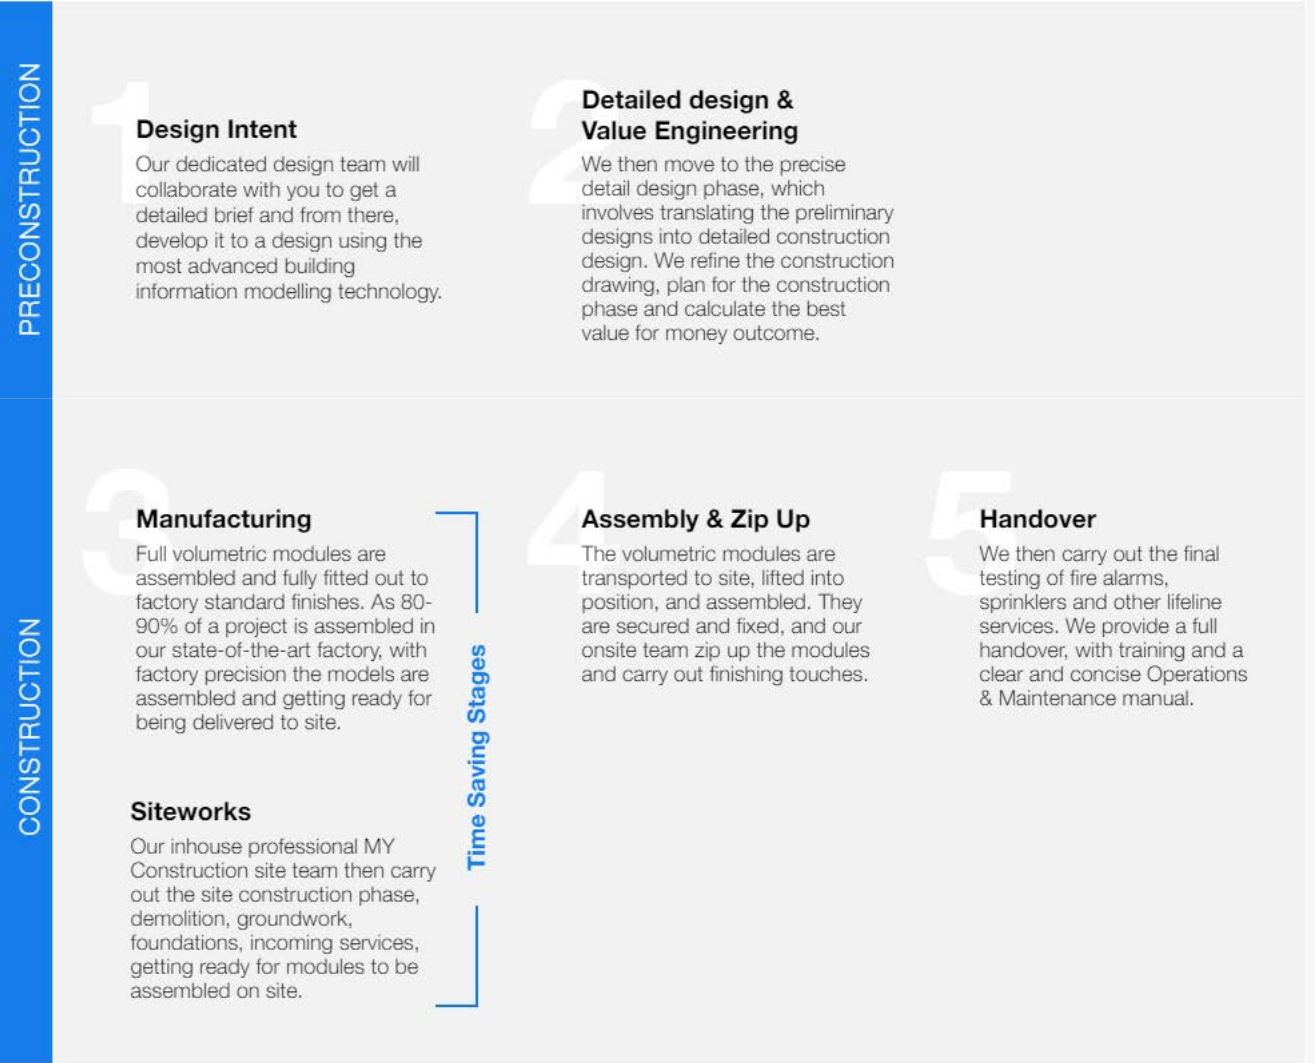 PRECONSTRUCTION
1
Design Intent
Our dedicated design team will
collaborate with you to get a
detailed brief and from there,
develop it to a design using the
most advanced building
information modelling technology.
2
Detailed design &
Value Engineering
We then move to the precise
detail design phase, which
involves translating the preliminary
designs into detailed construction
design. We refine the construction
drawing, plan for the construction
phase and calculate the best
value for money outcome.
CONSTRUCTION
3
Manufacturing
Full volumetric modules are
assembled and fully fitted out to
factory standard finishes. As 80-
90% of a project is assembled in
our state-of-the-art factory, with
factory precision the models are
assembled and getting ready for
being delivered to site.
Siteworks
Our inhouse professional MY
Construction site team then carry
out the site construction phase,
demolition, groundwork,
foundations, incoming services,
getting ready for modules to be
assembled on site.
Time Saving Stages
4
Assembly & Zip Up
The volumetric modules are
transported to site, lifted into
position, and assembled. They
are secured and fixed, and our
onsite team zip up the modules
and carry out finishing touches.
5
Handover
We then carry out the final
testing of fire alarms,
sprinklers and other lifeline
services. We provide a full
handover, with training and a
clear and concise Operations
& Maintenance manual.